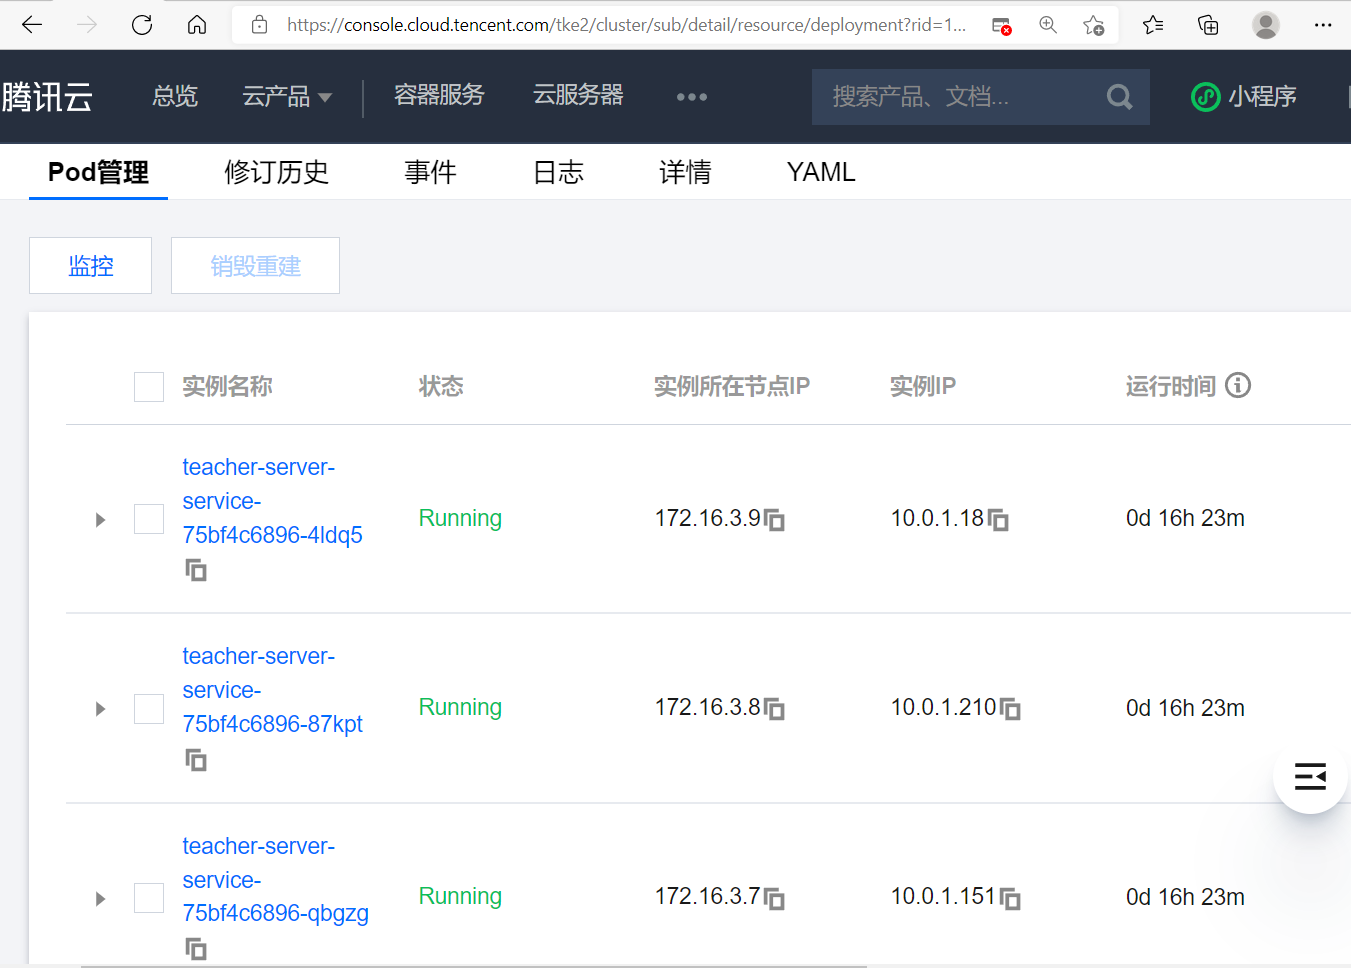 https://console.cloud.tencent.com/tke2/cluster/sub/detail/resource/deployment?rid=1...
腾讯云 总览 云产品 容器服务 云服务器 ••• 搜索产品、文档... 小程序
Pod管理 修订历史 事件 日志 详情 YAML
监控 销毁重建
实例名称 状态 实例所在节点IP 实例IP 运行时间
teacher-server-
service-
75bf4c6896-4ldq5
Running 172.16.3.9 10.0.1.18 0d 16h 23m
teacher-server-
service-
75bf4c6896-87kpt
Running 172.16.3.8 10.0.1.210 0d 16h 23m
teacher-server-
service-
75bf4c6896-qbgzg
Running 172.16.3.7 10.0.1.151 0d 16h 23m